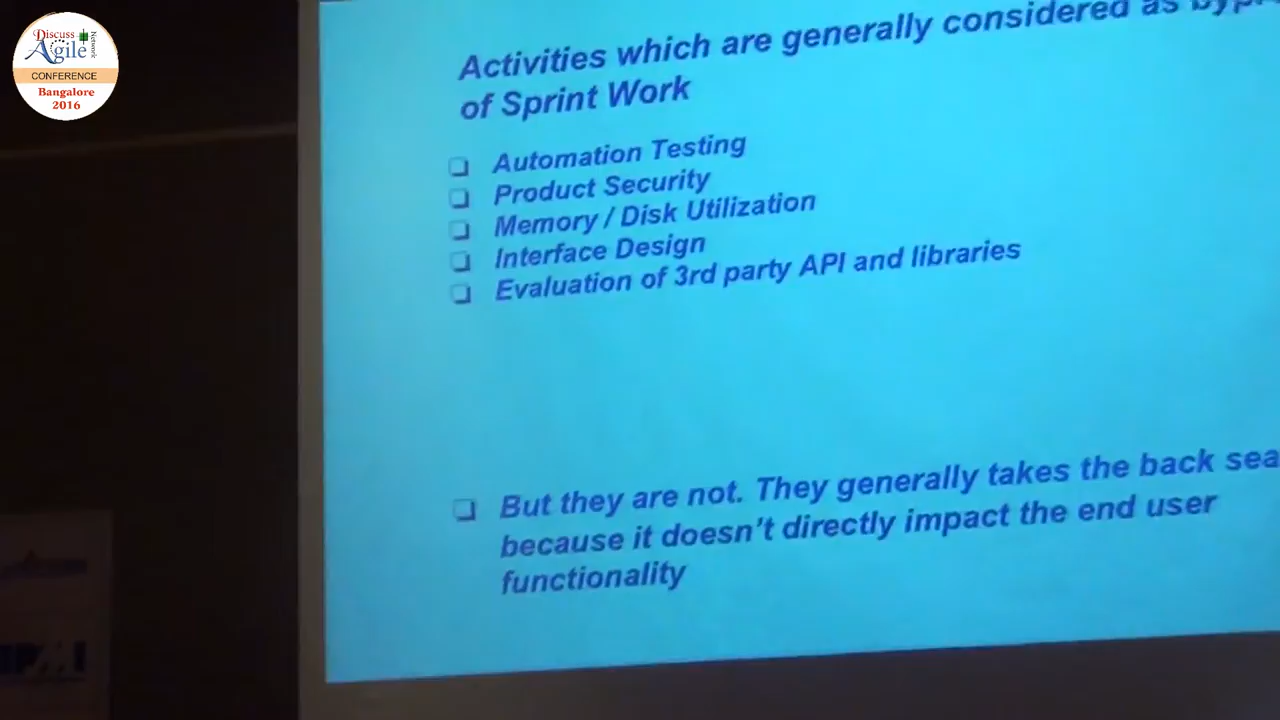 Discuss
Agile
Network
CONFERENCE
Bangalore
2016
Activities which are generally considered as
of Sprint Work
❑ Automation Testing
❑ Product Security
❑ Memory / Disk Utilization
❑ Interface Design
❑ Evaluation of 3rd party API and libraries
❑ But they are not. They generally takes the back
because it doesn't directly impact the end user
functionality